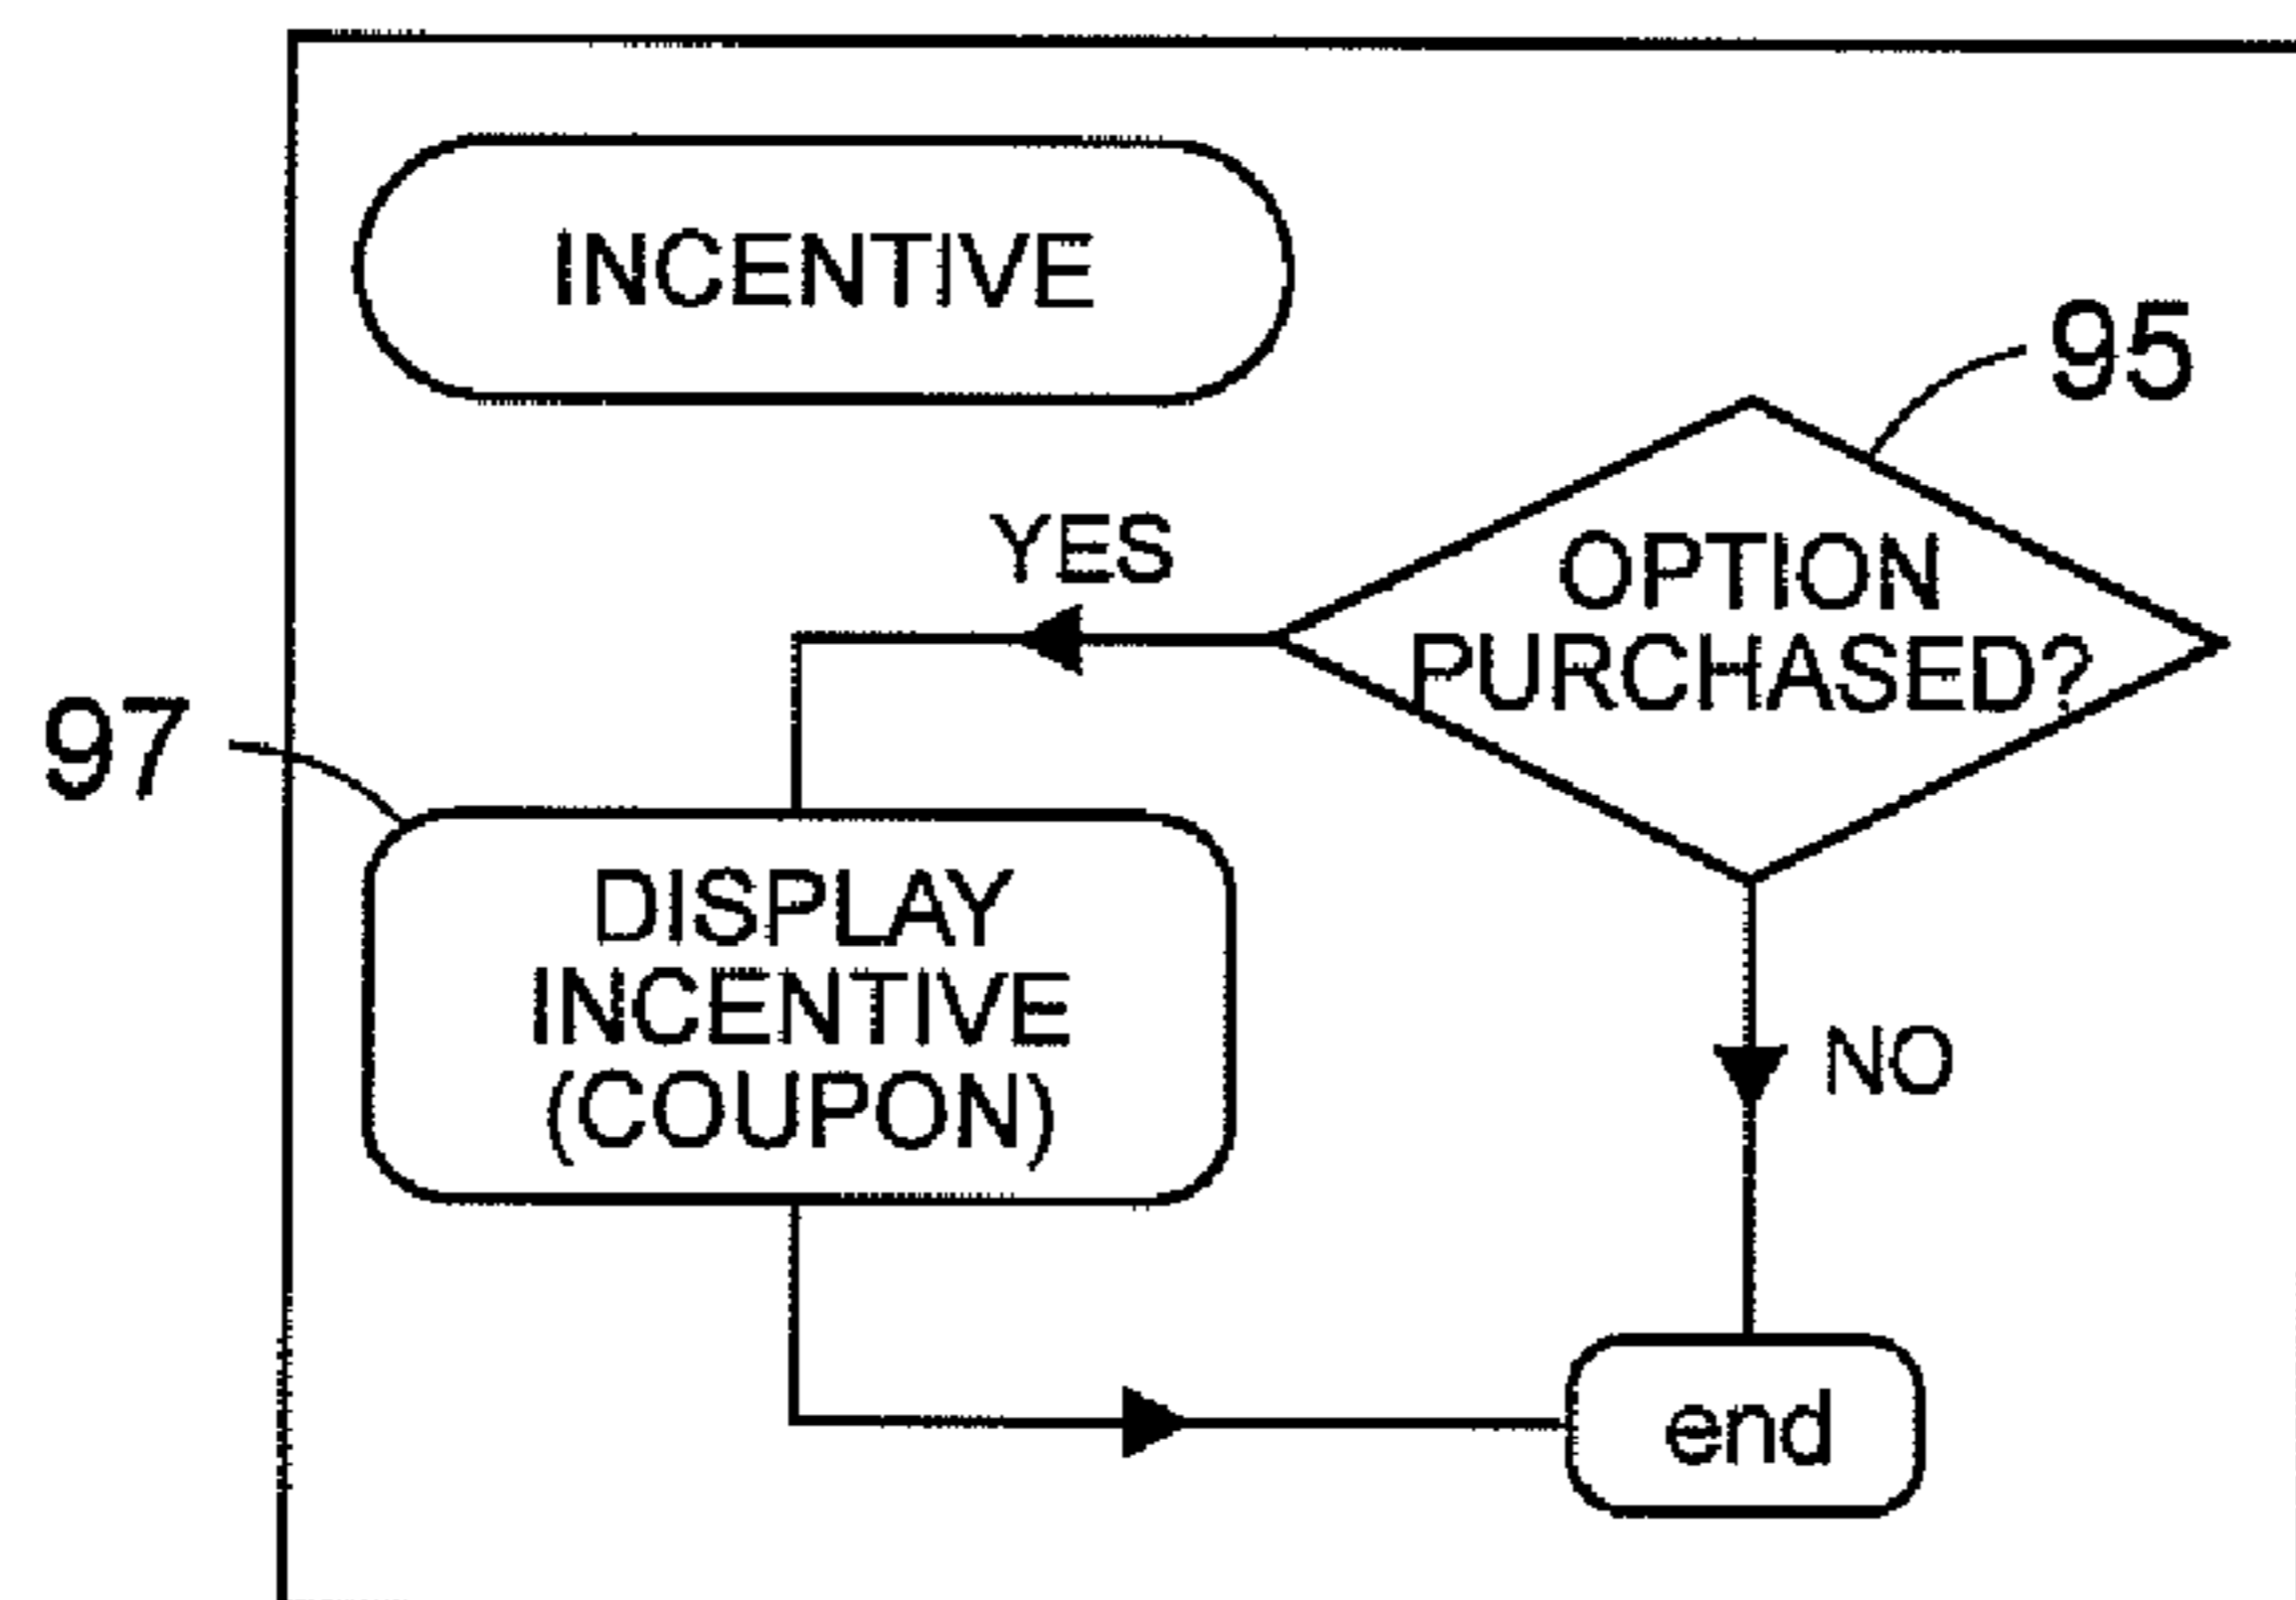 INCENTIVE
95
YES
OPTION
PURCHASED?
97
DISPLAY
INCENTIVE
(COUPON)
NO
end